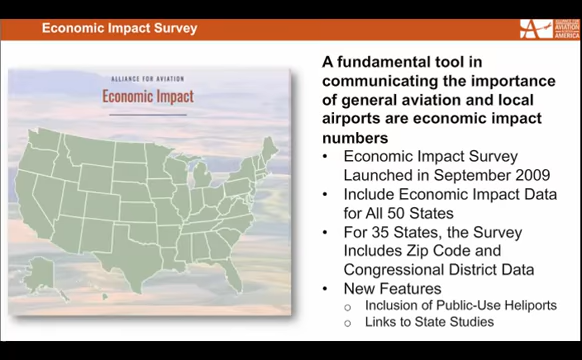 Economic Impact Survey
AVIATION
AMERICA
ALLIANCE FOR AVIATION
Economic Impact
A fundamental tool in
communicating the importance
of general aviation and local
airports are economic impact
numbers
• Economic Impact Survey
Launched in September 2009
• Include Economic Impact Data
for All 50 States
• For 35 States, the Survey
Includes Zip Code and
Congressional District Data
• New Features
o Inclusion of Public-Use Heliports
o Links to State Studies